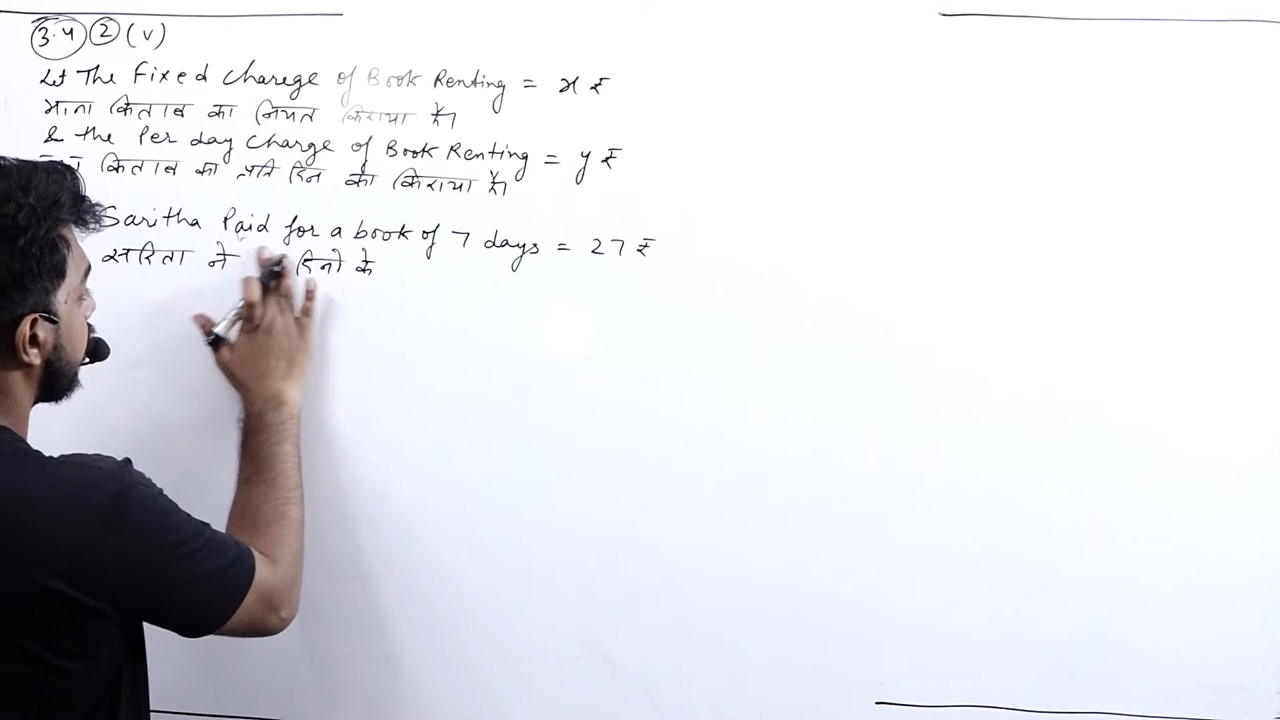 3.4 2 (v)
Let The Fixed Charege of Book Renting = x ₹
माना किताब का नियत किराया है।
& the Per day Charge of Book Renting = y ₹
किताब का प्रति दिन का किराया है।
Saritha Paid for a book of 7 days = 27 ₹
सरिता ने दिनो के